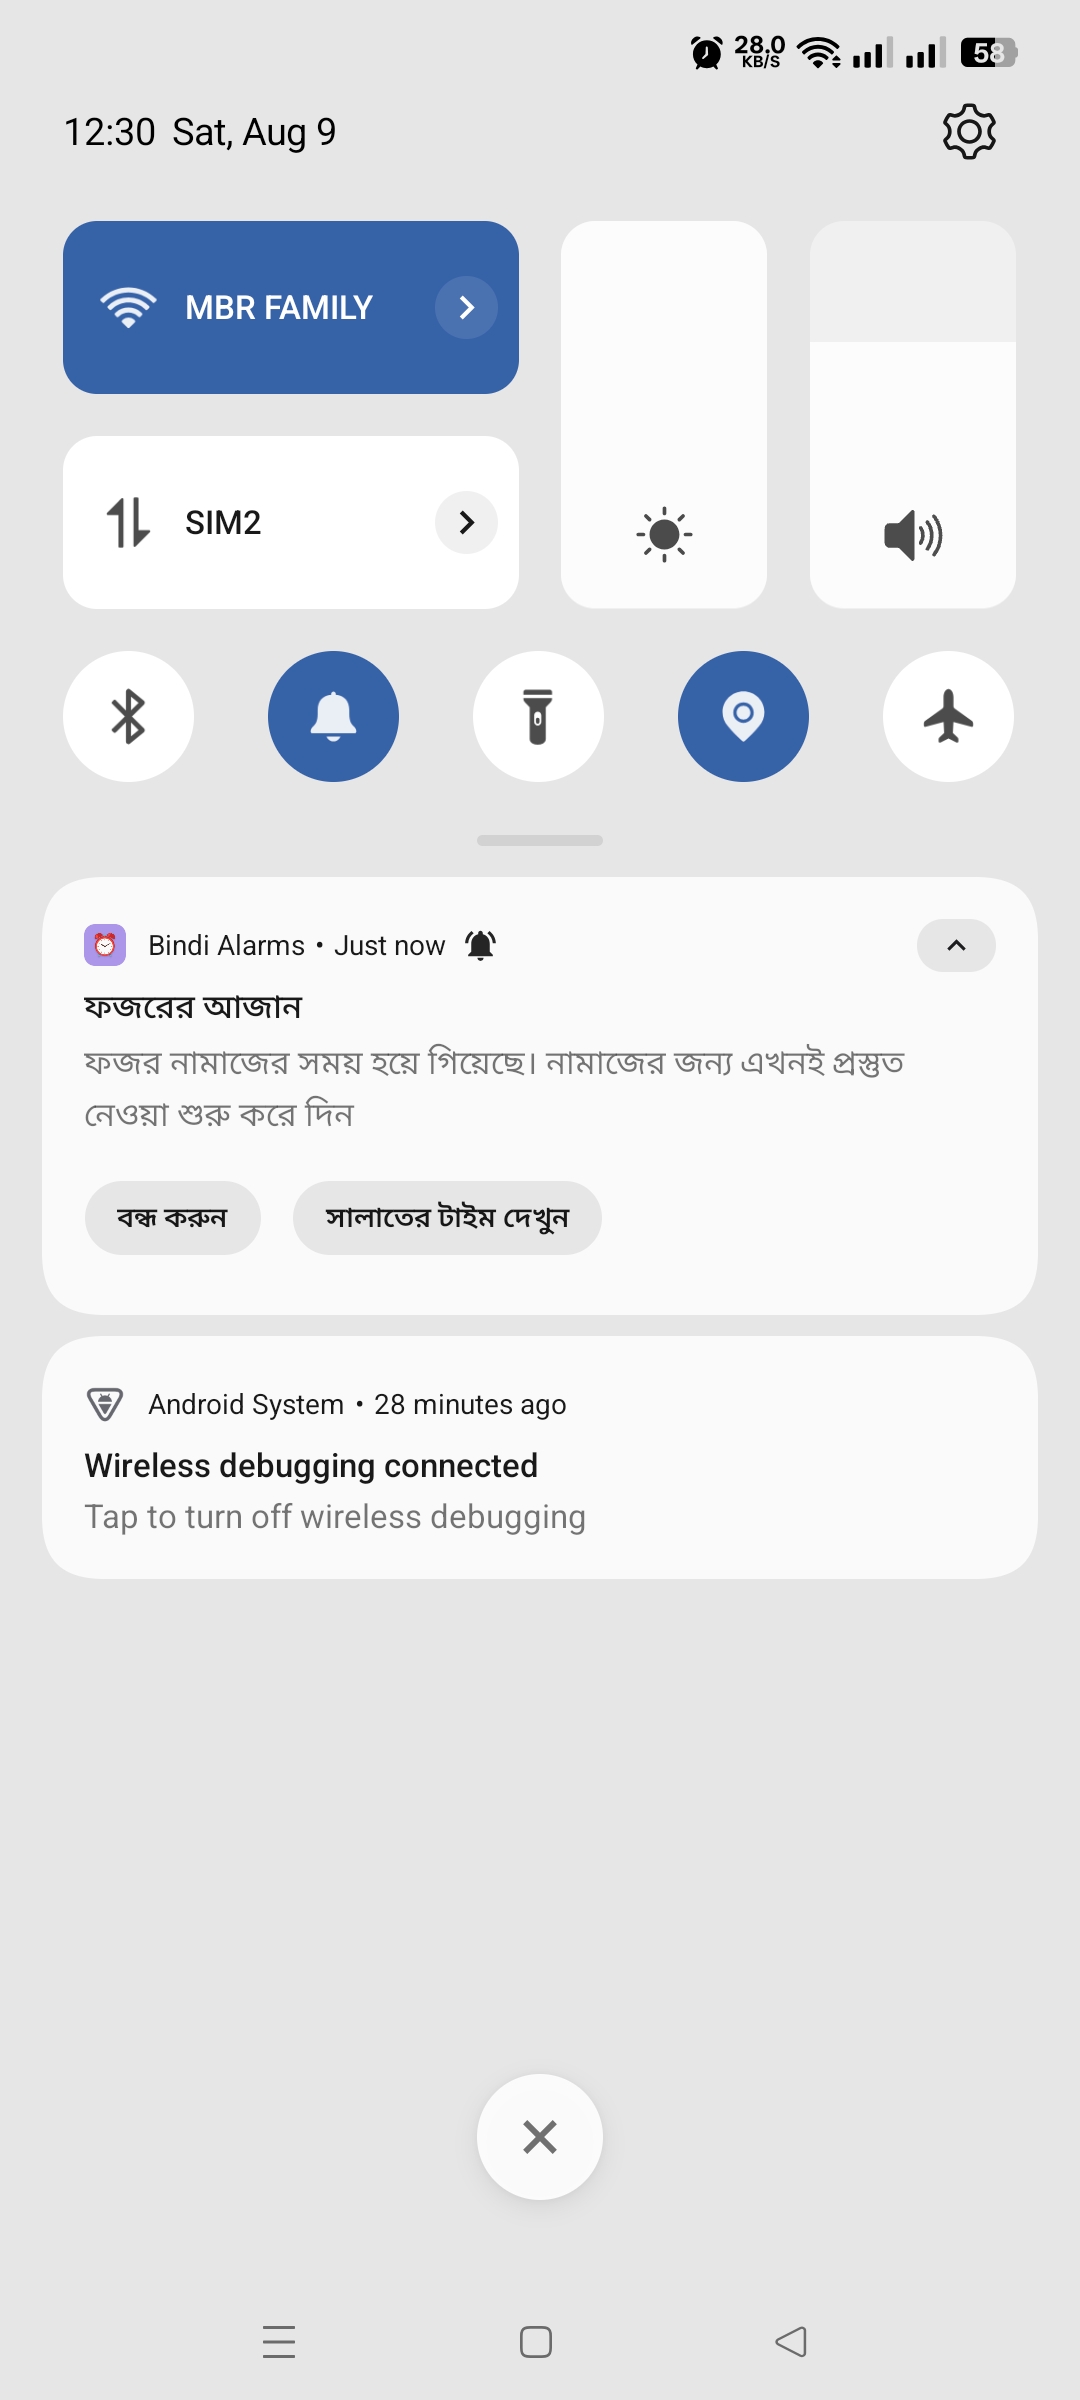 28.0
KB/S
58
12:30 Sat, Aug 9
MBR FAMILY
SIM2
Bindi Alarms • Just now
ফজরের আজান
ফজর নামাজের সময় হয়ে গিয়েছে। নামাজের জন্য এখনই প্রস্তুত
নেওয়া শুরু করে দিন
বন্ধ করুন
সালাতের টাইম দেখুন
Android System • 28 minutes ago
Wireless debugging connected
Tap to turn off wireless debugging